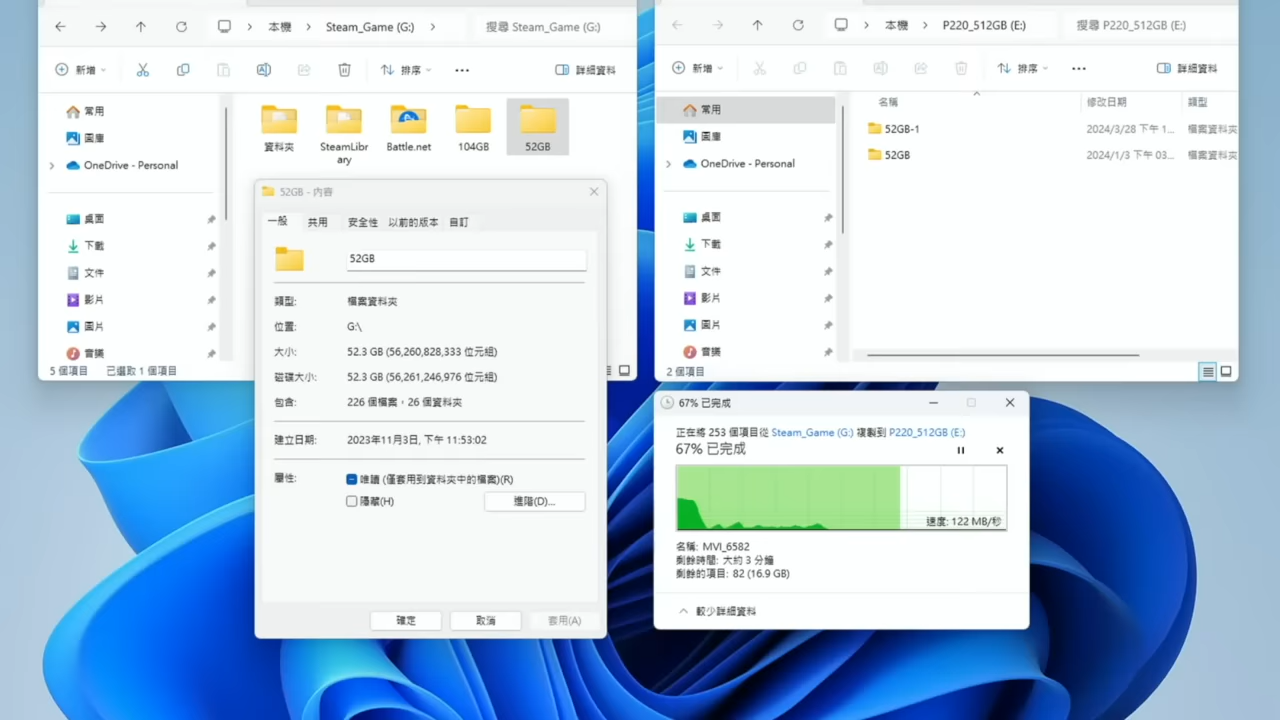 本機 Steam_Game (G:) 搜尋 Steam_Game (G:)
新增 排序 詳細資料
常用
圖庫
OneDrive - Personal
桌面
下載
文件
影片
圖片
音樂
資料夾
SteamLibrary
Battle.net
104GB
52GB
5 個項目 已選取 1 個項目
本機 P220_512GB (E:) 搜尋 P220_512GB (E:)
新增 排序 詳細資料
常用
圖庫
OneDrive - Personal
桌面
下載
文件
影片
圖片
音樂
名稱 修改日期 類型
52GB-1 2024/3/28 下午 1... 檔案資料夾
52GB 2024/1/3 下午 03... 檔案資料夾
2 個項目
52GB - 內容
一般 共用 安全性 以前的版本 自訂
52GB
類型: 檔案資料夾
位置: G:\
大小: 52.3 GB (56,260,828,333 位元組)
磁碟大小: 52.3 GB (56,261,246,976 位元組)
包含: 226 個檔案，26 個資料夾
建立日期: 2023年11月3日, 下午 11:53:02
屬性: 唯讀 (僅套用到資料夾中的檔案)(R)
隱藏(H) 進階(D)...
確定 取消 套用(A)
67% 已完成
正在將 253 個項目從 Steam_Game (G:) 複製到 P220_512GB (E:)
67% 已完成
速度: 122 MB/秒
名稱: MVI_6582
剩餘時間: 大約 3 分鐘
剩餘的項目: 82 (16.9 GB)
較少詳細資料